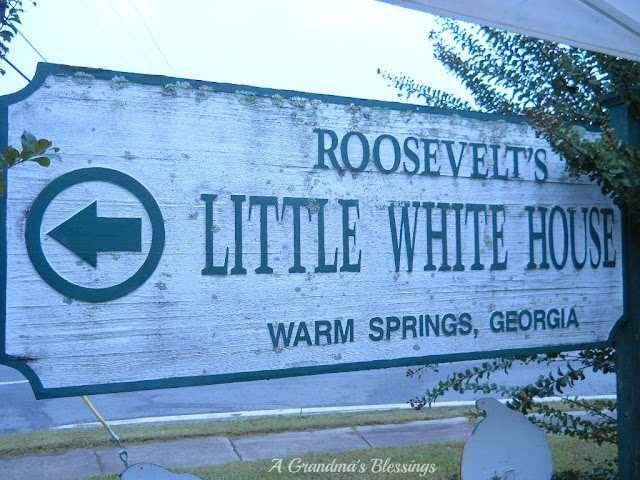 ROOSEVELT'S
LITTLE WHITE HOUSE
WARM SPRINGS, GEORGIA
A Grandma's Blessings